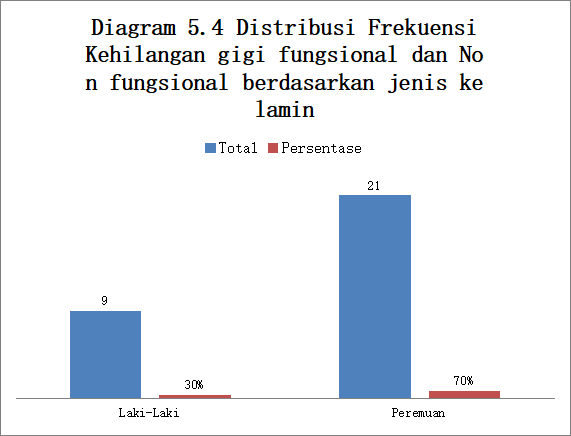 Diagram 5.4 Distribusi Frekuensi
Kehilangan gigi fungsional dan No
n fungsional berdasarkan jenis ke
lamin
Total Persentase
21
9
70%
30%
Laki-Laki Peremuan